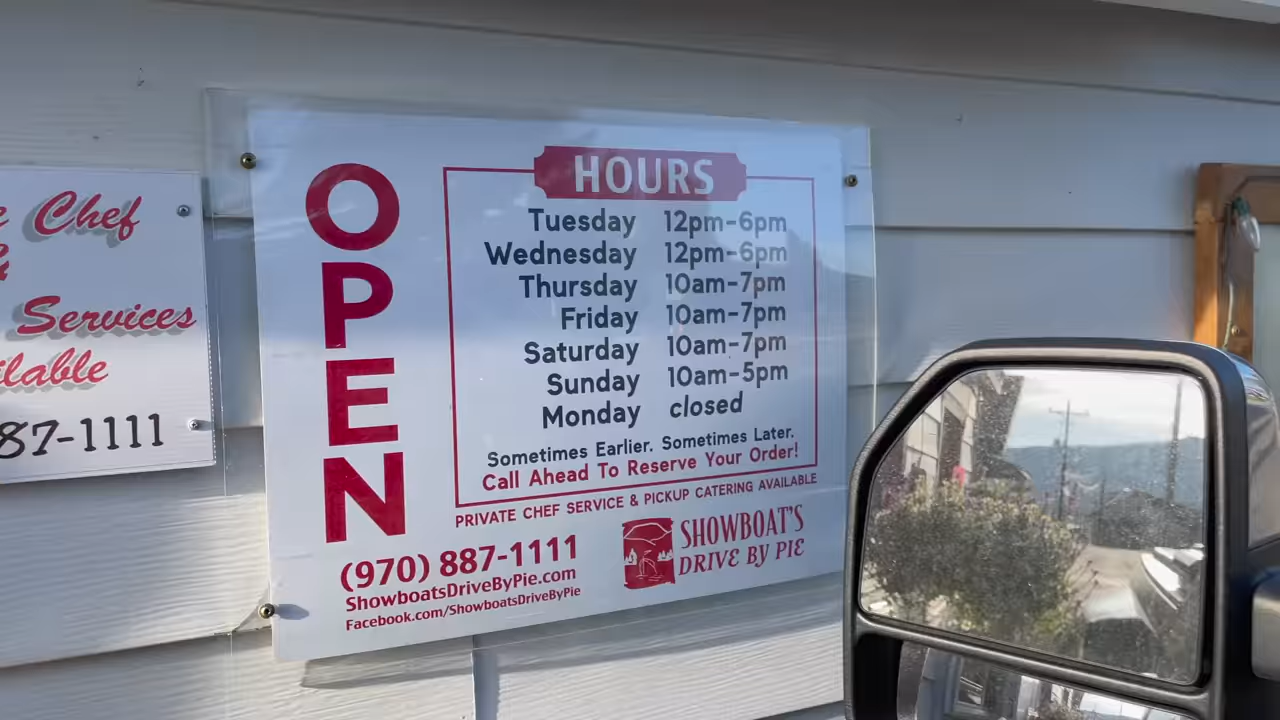 Chef
&
Services
87-1111
OPEN
HOURS
Tuesday 12pm-6pm
Wednesday 12pm-6pm
Thursday 10am-7pm
Friday 10am-7pm
Saturday 10am-7pm
Sunday 10am-5pm
Monday closed
Sometimes Earlier. Sometimes Later.
Call Ahead To Reserve Your Order!
PRIVATE CHEF SERVICE & PICKUP CATERING AVAILABLE
(970) 887-1111
ShowboatsDriveByPie.com
Facebook.com/ShowboatsDriveByPie
SHOWBOAT'S
DRIVE BY PIE